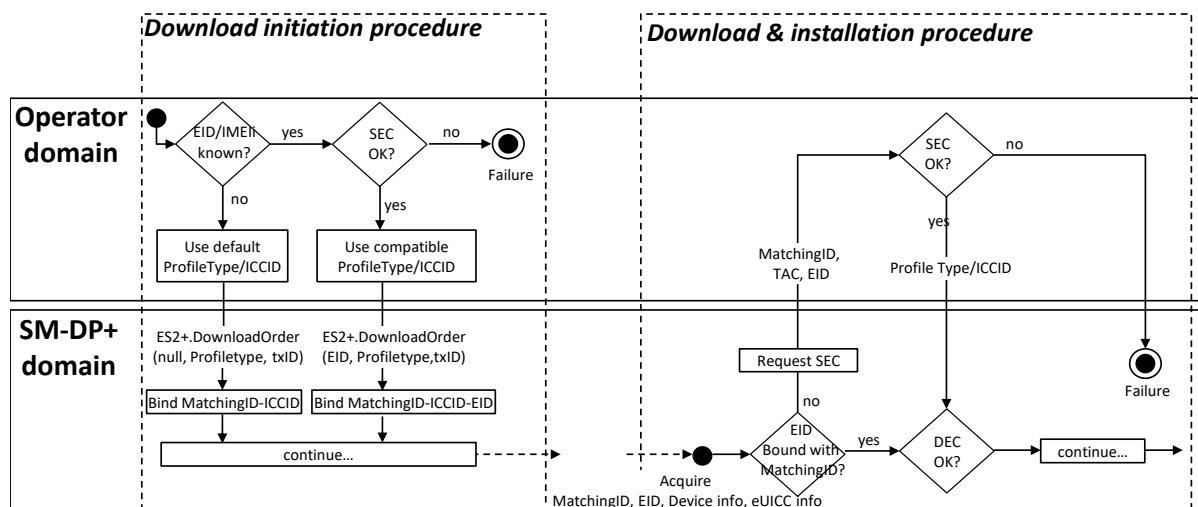 Download initiation procedure
Download & installation procedure
Operator
domain
EID/IMEIi
known?
yes
SEC
OK?
no
Failure
no
yes
Use default
ProfileType/ICCID
Use compatible
ProfileType/ICCID
SEC
OK?
no
yes
MatchingID,
TAC, EID
Profile Type/ICCID
SM-DP+
domain
ES2+.DownloadOrder
(null, Profiletype, txID)
ES2+.DownloadOrder
(EID, Profiletype,txID)
Bind MatchingID-ICCID
Bind MatchingID-ICCID-EID
continue…
Request SEC
no
Failure
EID
Bound with
MatchingID?
yes
DEC
OK?
continue…
Acquire
MatchingID, EID, Device info, eUICC info